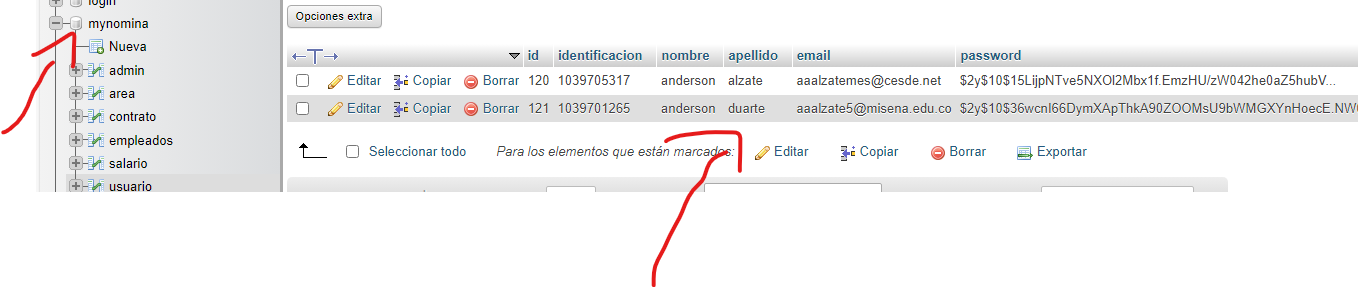 login
mynomina
Nueva
admin
area
contrato
empleados
salario
usuario
Opciones extra
id identificacion nombre apellido email password
Editar Copiar Borrar 120 1039705317 anderson alzate aaalzatemes@cesde.net $2y$10$15LijpNTve5NXOl2Mbx1f.EmzHU/zW042he0aZ5hubV...
Editar Copiar Borrar 121 1039701265 anderson duarte aaalzate5@misena.edu.co $2y$10$36wcnI66DymXApThkA90ZOOMsU9bWMGXYnHoecE.NW
Seleccionar todo Para los elementos que están marcados: Editar Copiar Borrar Exportar